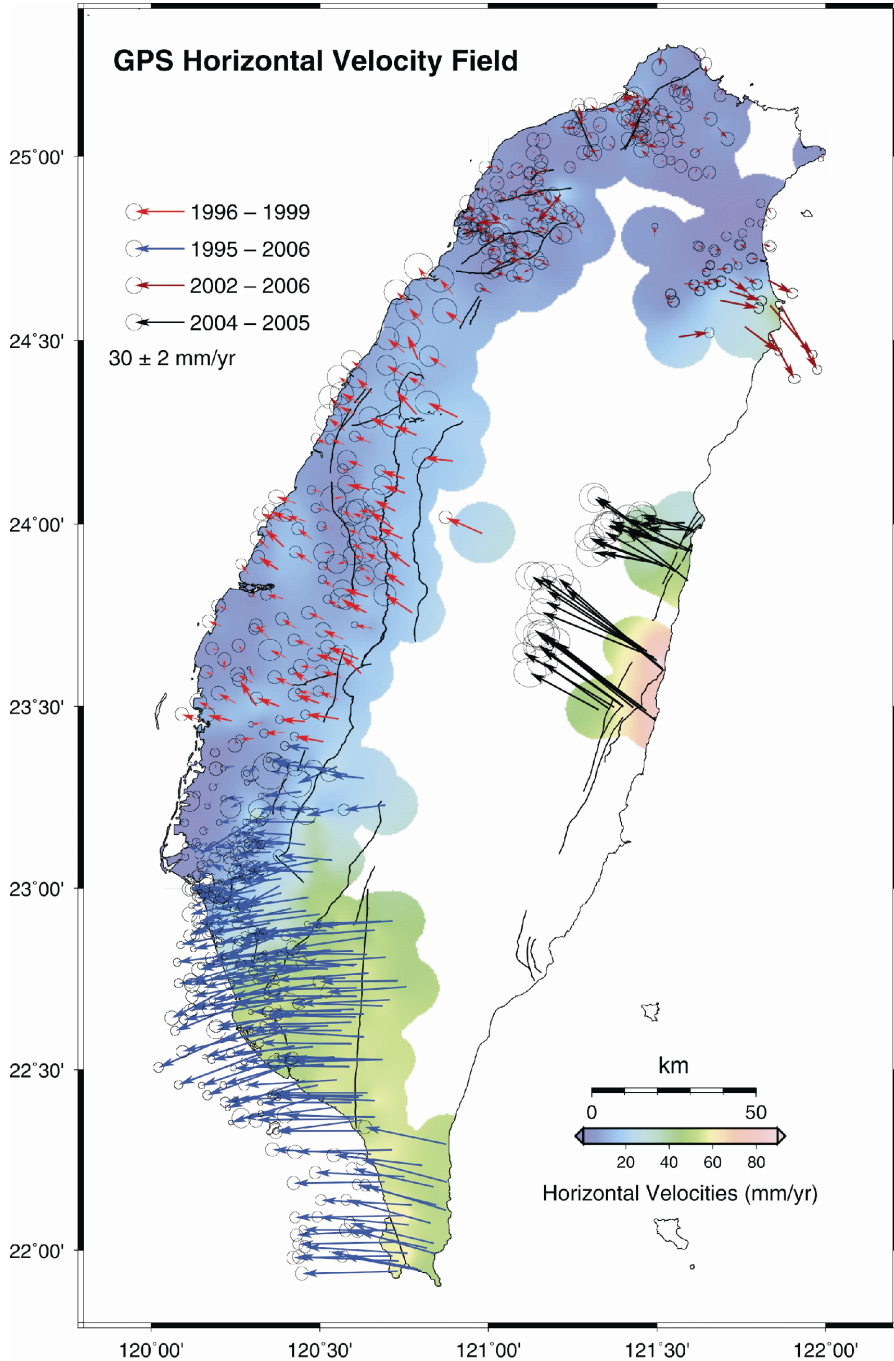 GPS Horizontal Velocity Field
25°00'
1996 – 1999
1995 – 2006
2002 – 2006
24°30'
2004 – 2005
30 ± 2 mm/yr
24°00'
23°30'
23°00'
22°30'
km
0 50
20 40 60 80
Horizontal Velocities (mm/yr)
22°00'
120°00' 120°30' 121°00' 121°30' 122°00'